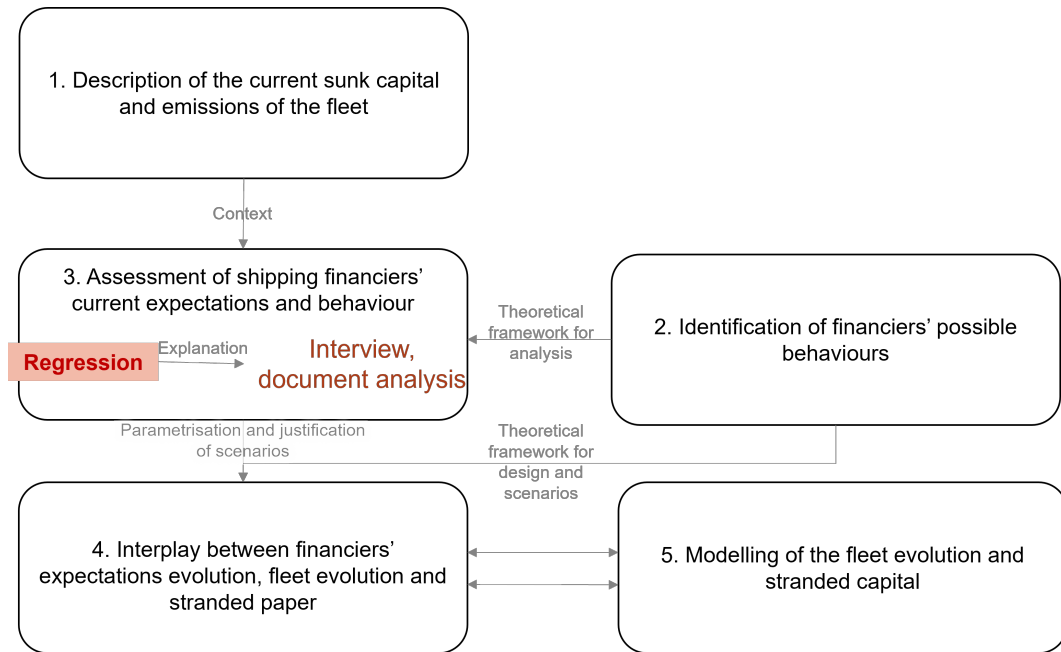 1. Description of the current sunk capital
and emissions of the fleet
Context
3. Assessment of shipping financiers’
current expectations and behaviour
Regression
Explanation
Interview,
document analysis
Theoretical
framework for
analysis
2. Identification of financiers’ possible
behaviours
Parametrisation and justification
of scenarios
Theoretical
framework for
design and
scenarios
4. Interplay between financiers’
expectations evolution, fleet evolution and
stranded paper
5. Modelling of the fleet evolution and
stranded capital